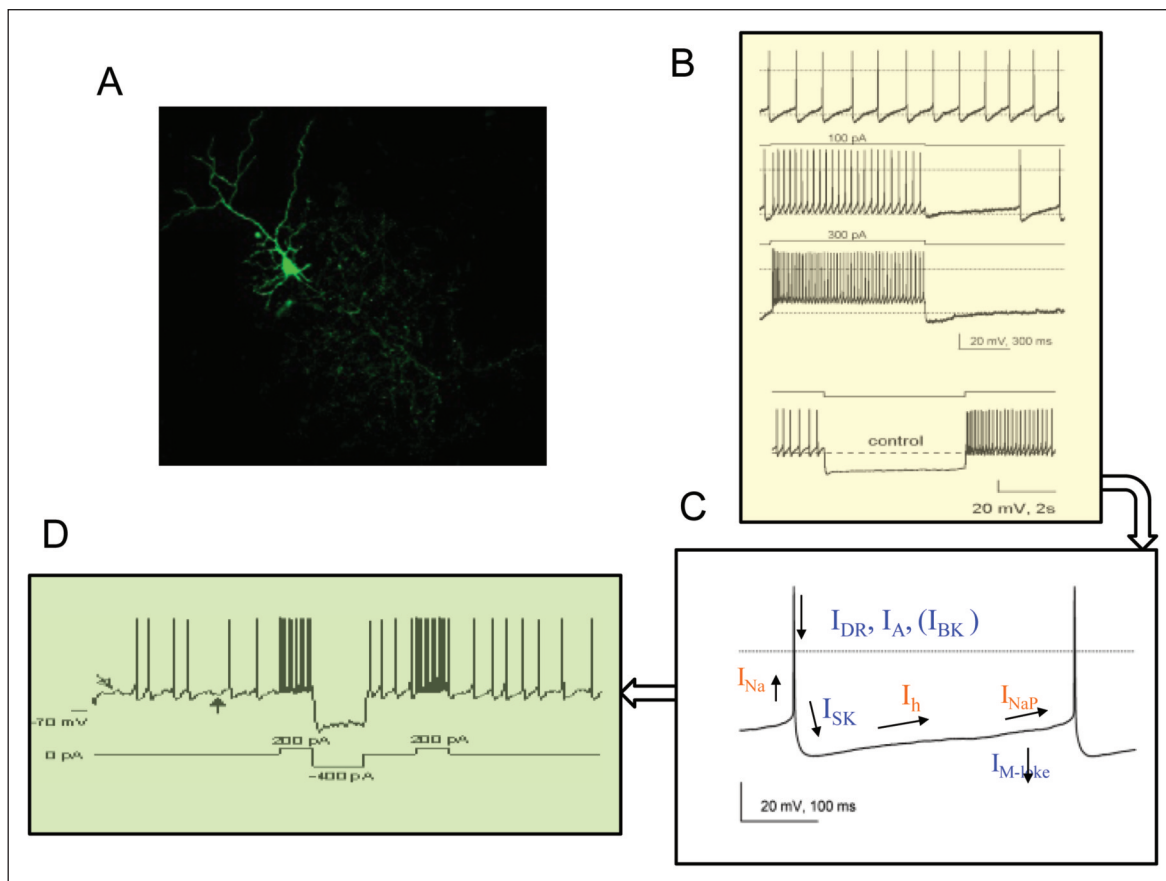 A
B
100 pA
300 pA
20 mV, 300 ms
control
20 mV, 2s
C
I_DR, I_A, (I_BK)
I_Na
I_SK
I_h
I_NaP
I_M-like
20 mV, 100 ms
D
-70 mV
200 pA
200 pA
0 pA
-400 pA